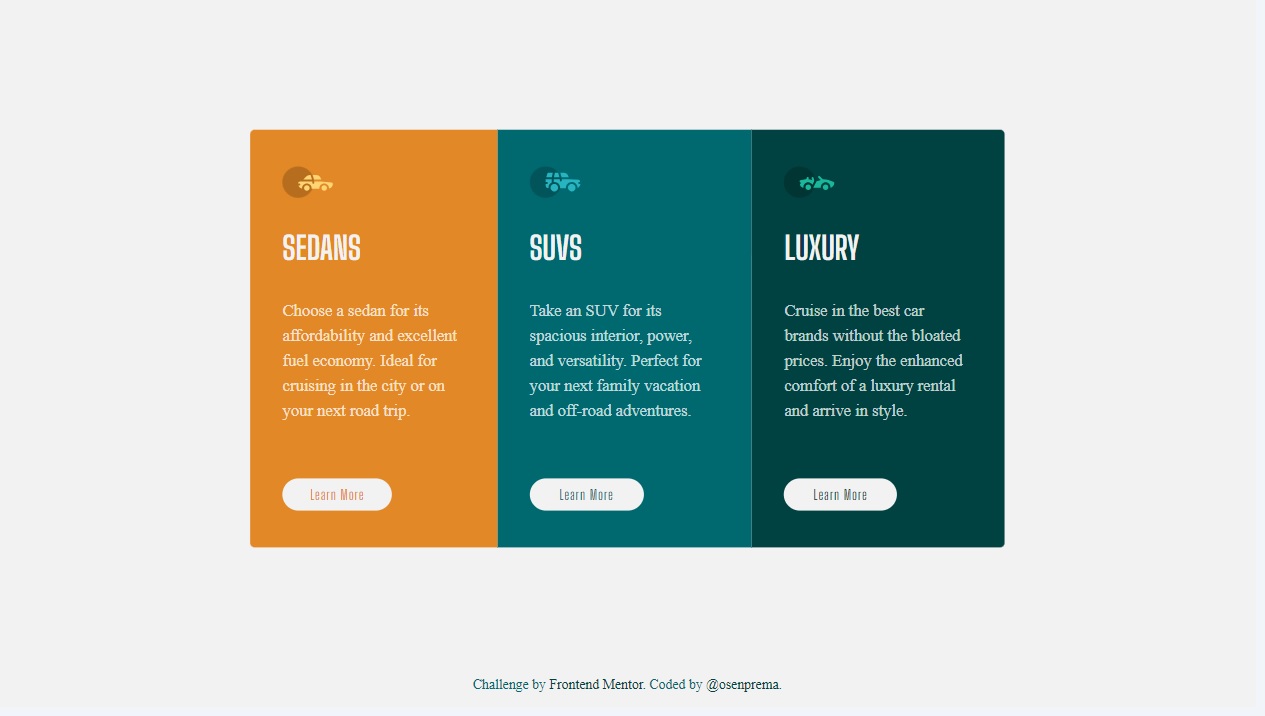 SEDANS
Choose a sedan for its
affordability and excellent
fuel economy. Ideal for
cruising in the city or on
your next road trip.
Learn More
SUVS
Take an SUV for its
spacious interior, power,
and versatility. Perfect for
your next family vacation
and off-road adventures.
Learn More
LUXURY
Cruise in the best car
brands without the bloated
prices. Enjoy the enhanced
comfort of a luxury rental
and arrive in style.
Learn More
Challenge by Frontend Mentor. Coded by @osenprema.